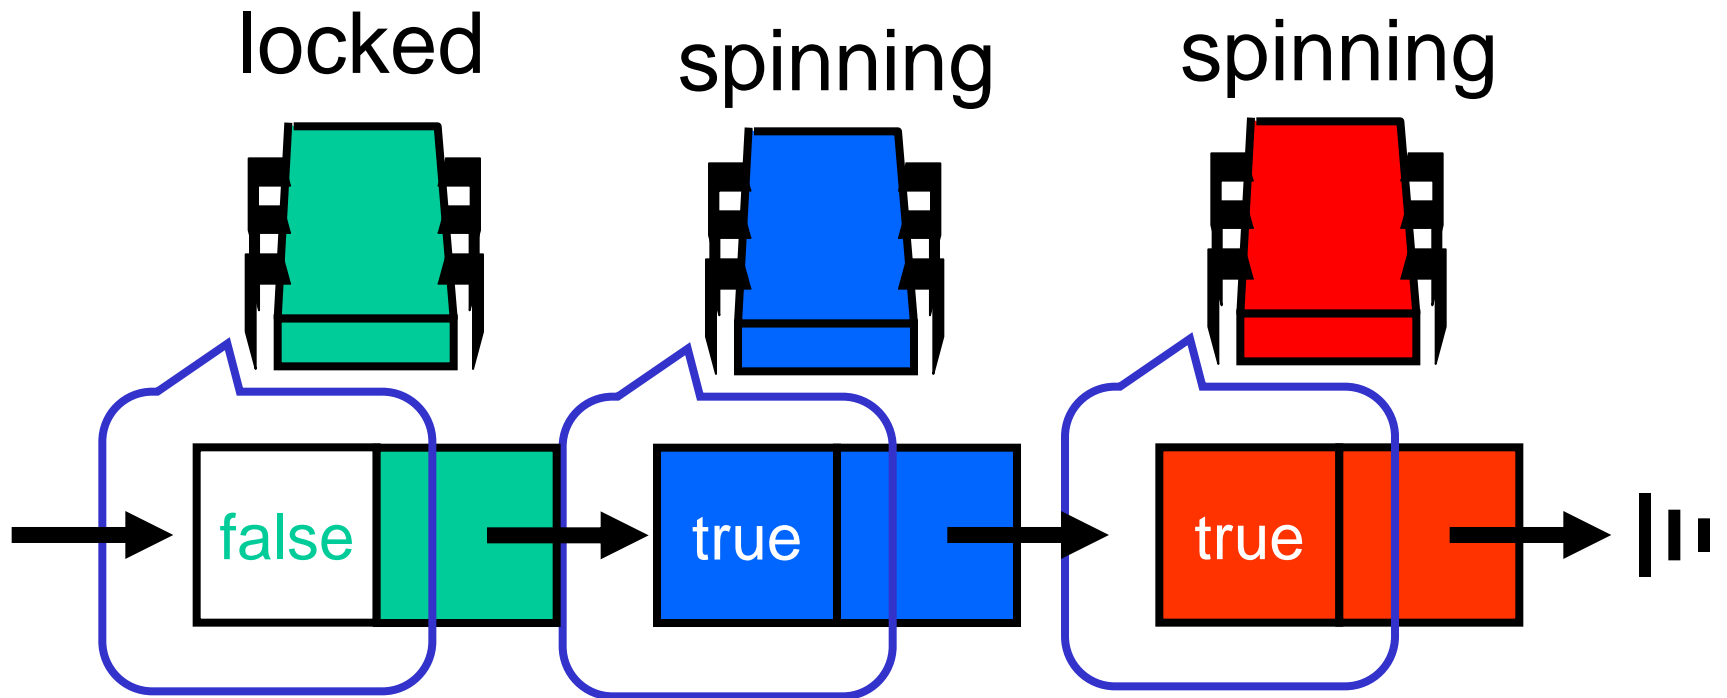 locked
spinning
spinning
false
true
true